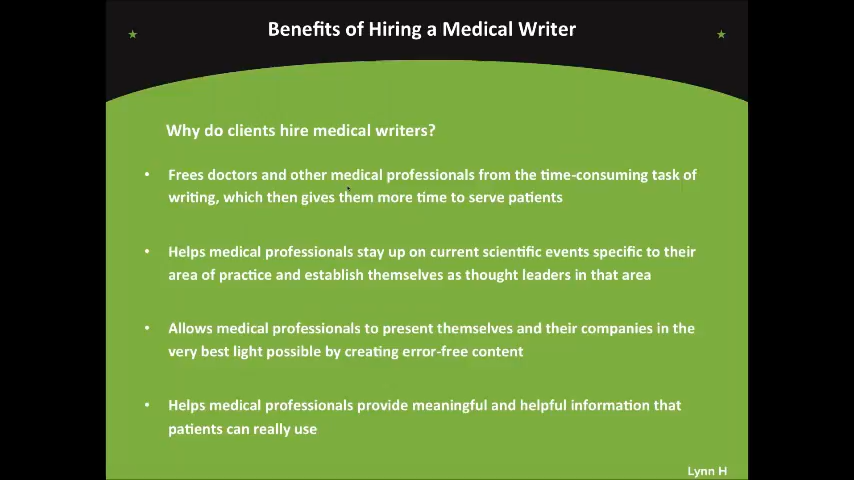 Benefits of Hiring a Medical Writer
Why do clients hire medical writers?
• Frees doctors and other medical professionals from the time-consuming task of
writing, which then gives them more time to serve patients
• Helps medical professionals stay up on current scientific events specific to their
area of practice and establish themselves as thought leaders in that area
• Allows medical professionals to present themselves and their companies in the
very best light possible by creating error-free content
• Helps medical professionals provide meaningful and helpful information that
patients can really use
Lynn H